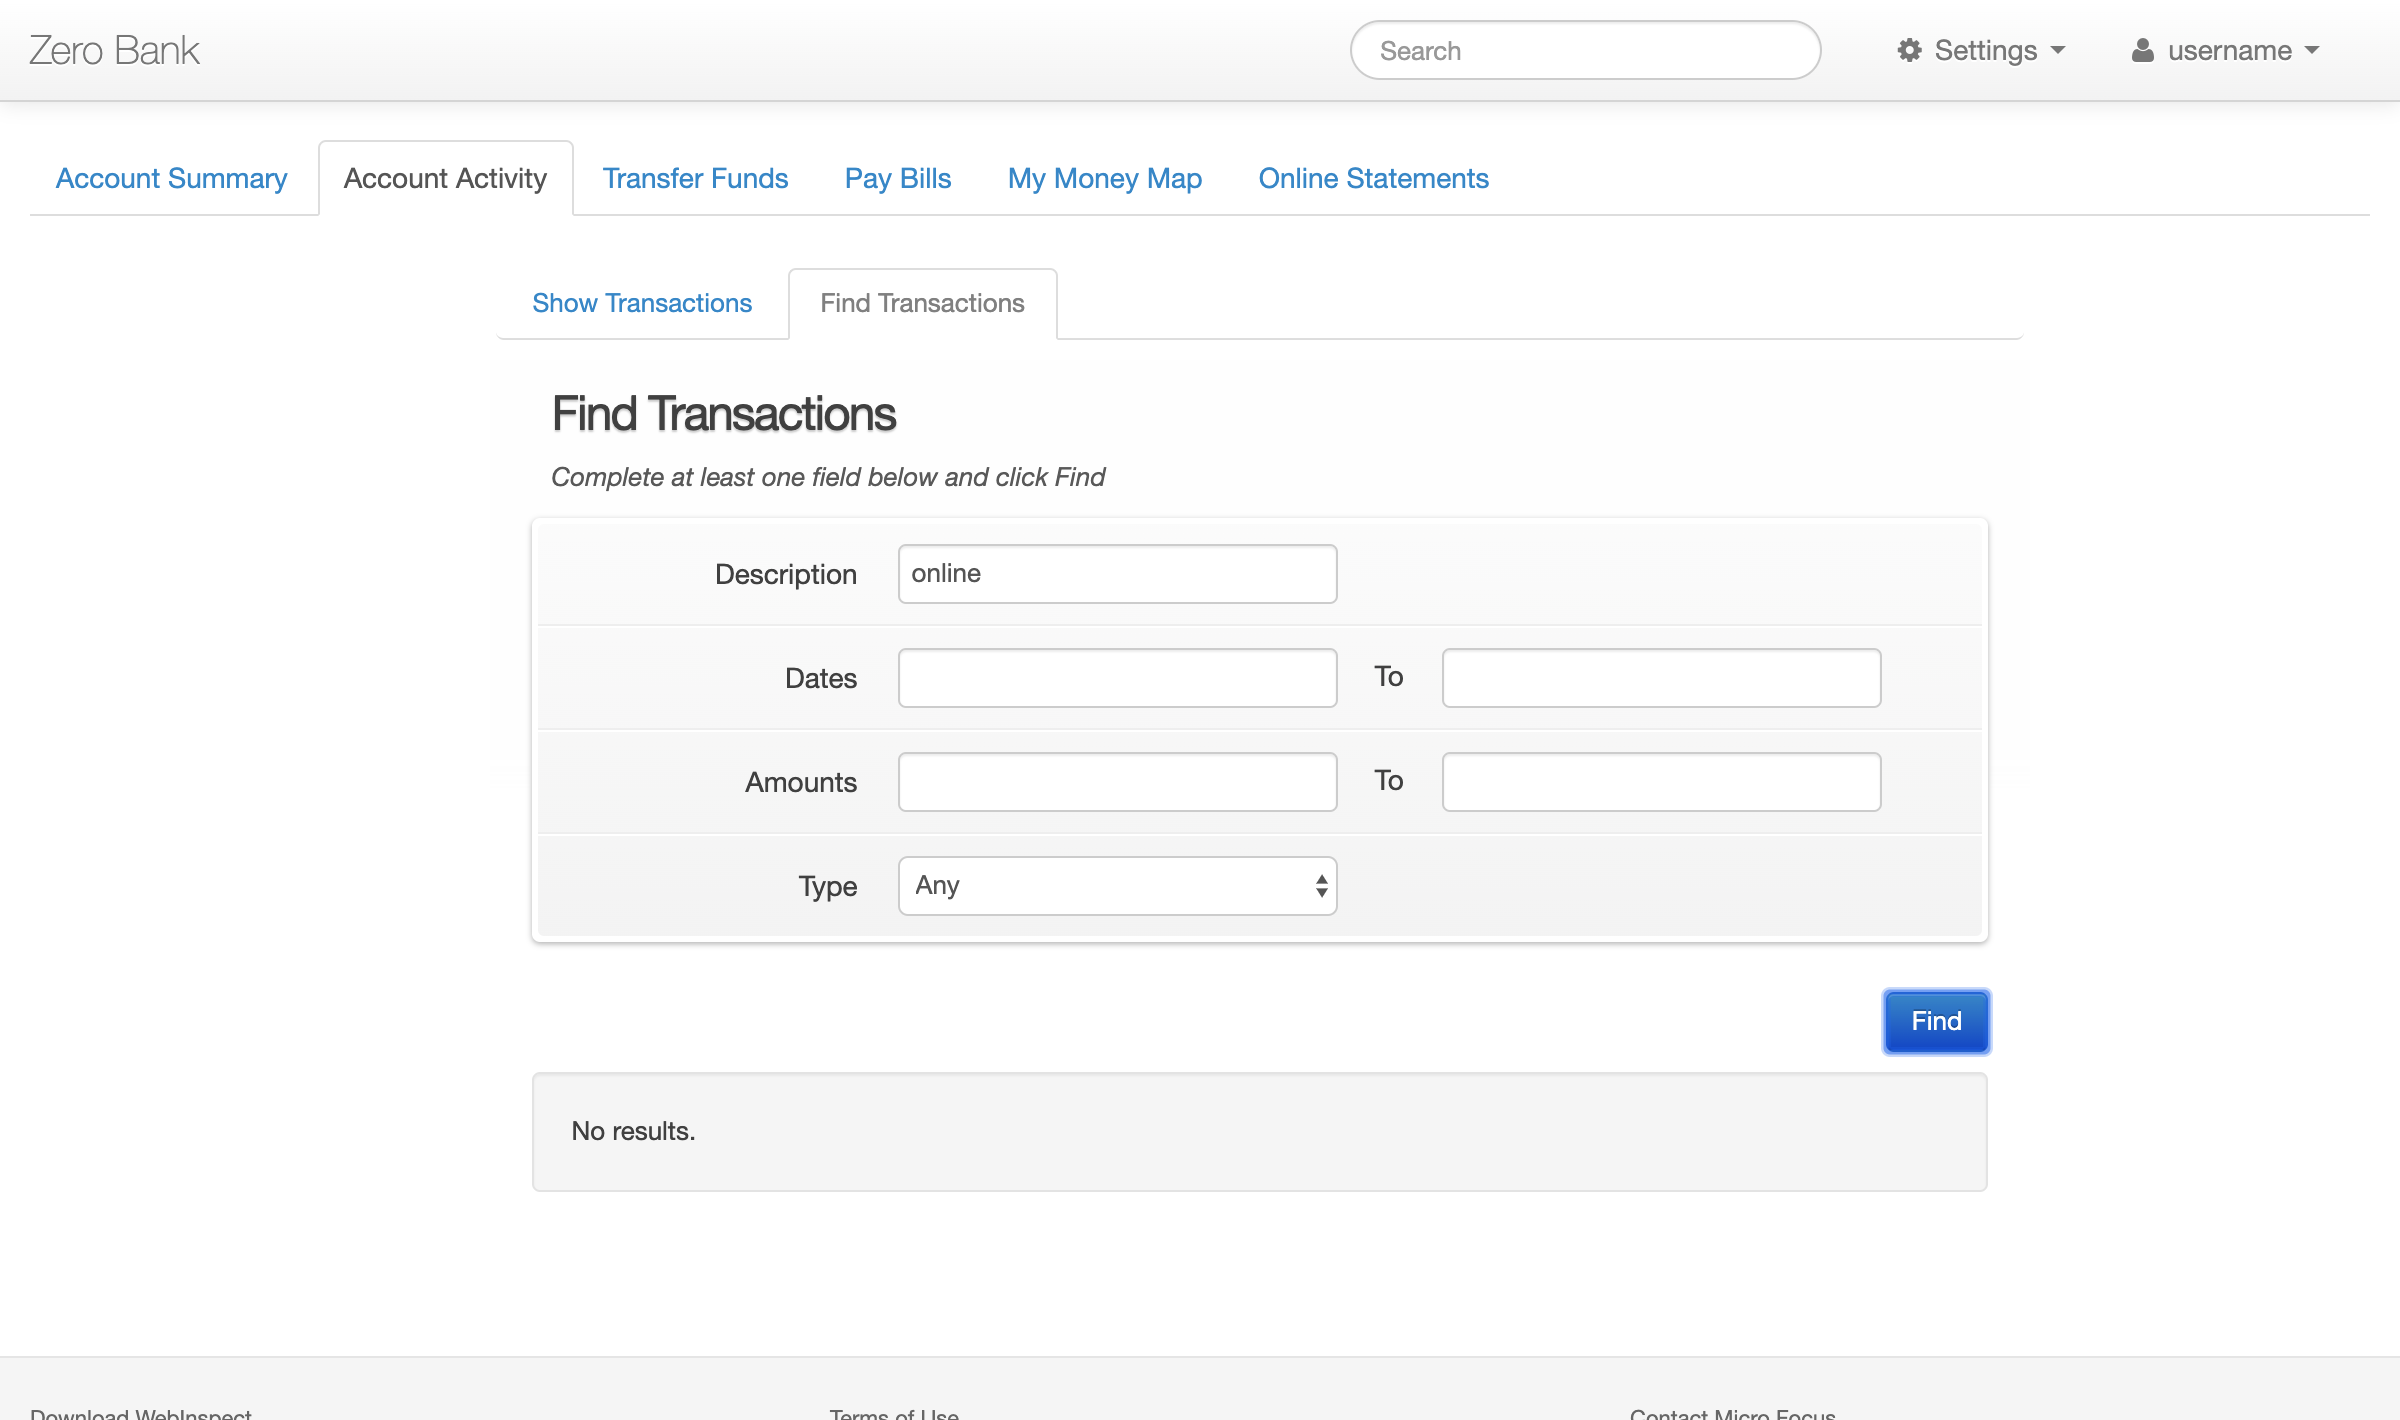 Zero Bank
Search
Settings
username
Account Summary
Account Activity
Transfer Funds
Pay Bills
My Money Map
Online Statements
Show Transactions
Find Transactions
Find Transactions
Complete at least one field below and click Find
Description
online
Dates
To
Amounts
To
Type
Any
Find
No results.
Download WebInspect
Terms of Use
Contact Micro Focus